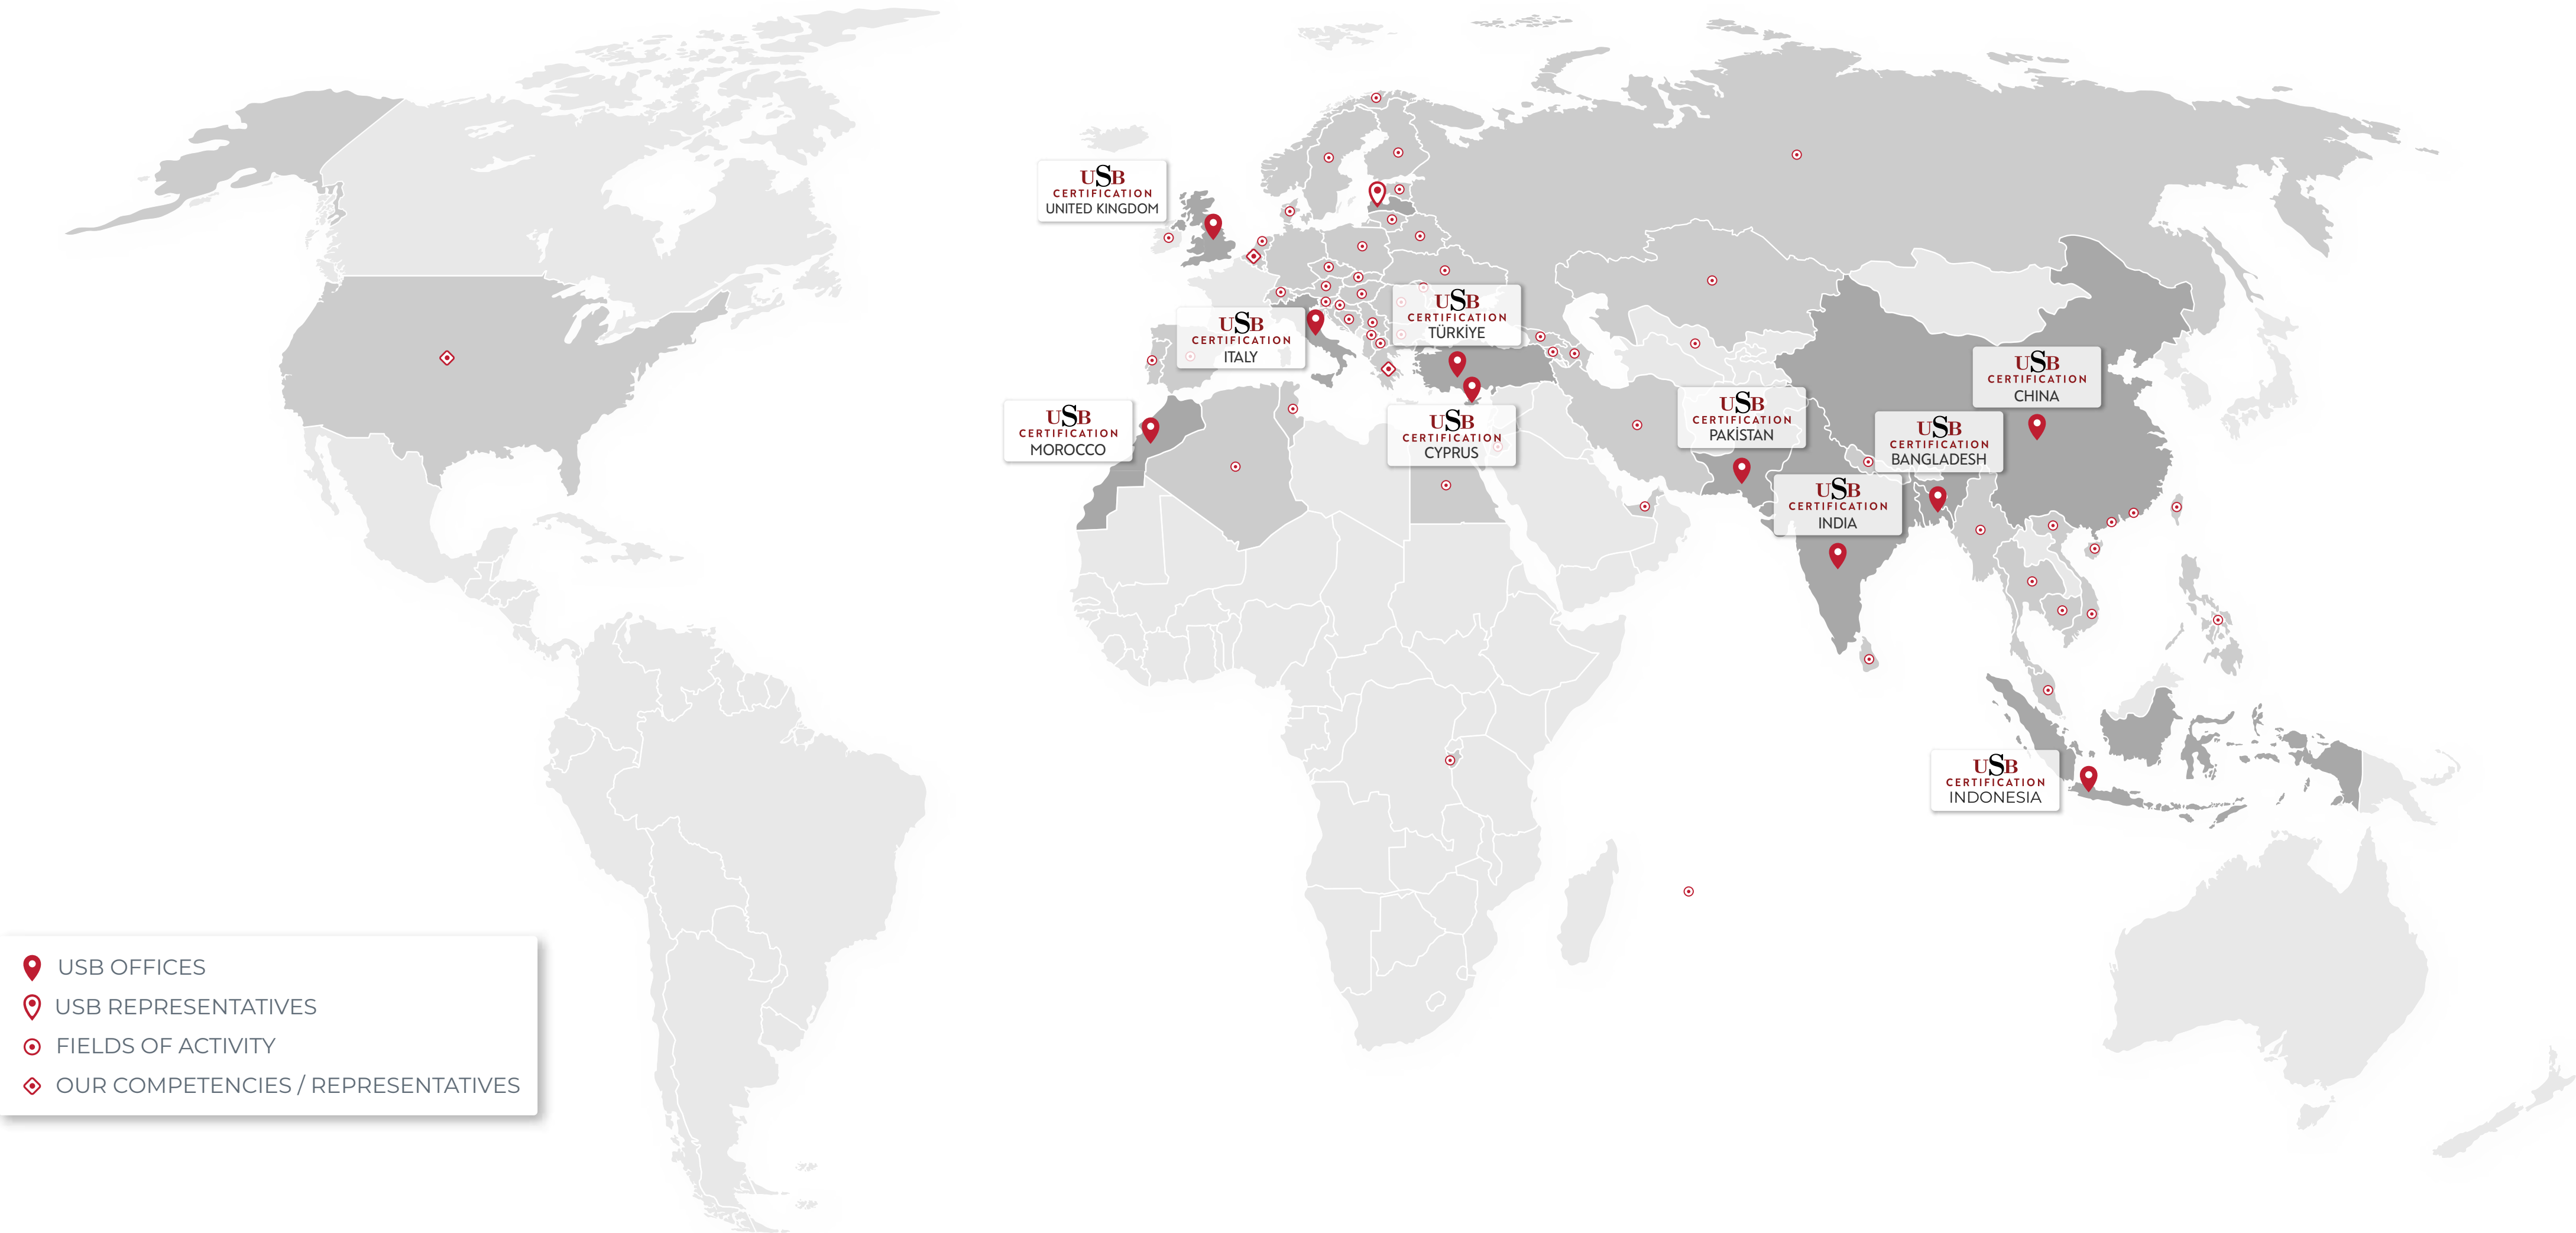 USB
CERTIFICATION
UNITED KINGDOM
USB
CERTIFICATION
TÜRKİYE
USB
CERTIFICATION
ITALY
USB
CERTIFICATION
CHINA
USB
CERTIFICATION
PAKİSTAN
USB
CERTIFICATION
MOROCCO
USB
CERTIFICATION
CYPRUS
USB
CERTIFICATION
BANGLADESH
USB
CERTIFICATION
INDIA
USB
CERTIFICATION
INDONESIA
USB OFFICES
USB REPRESENTATIVES
FIELDS OF ACTIVITY
OUR COMPETENCIES / REPRESENTATIVES